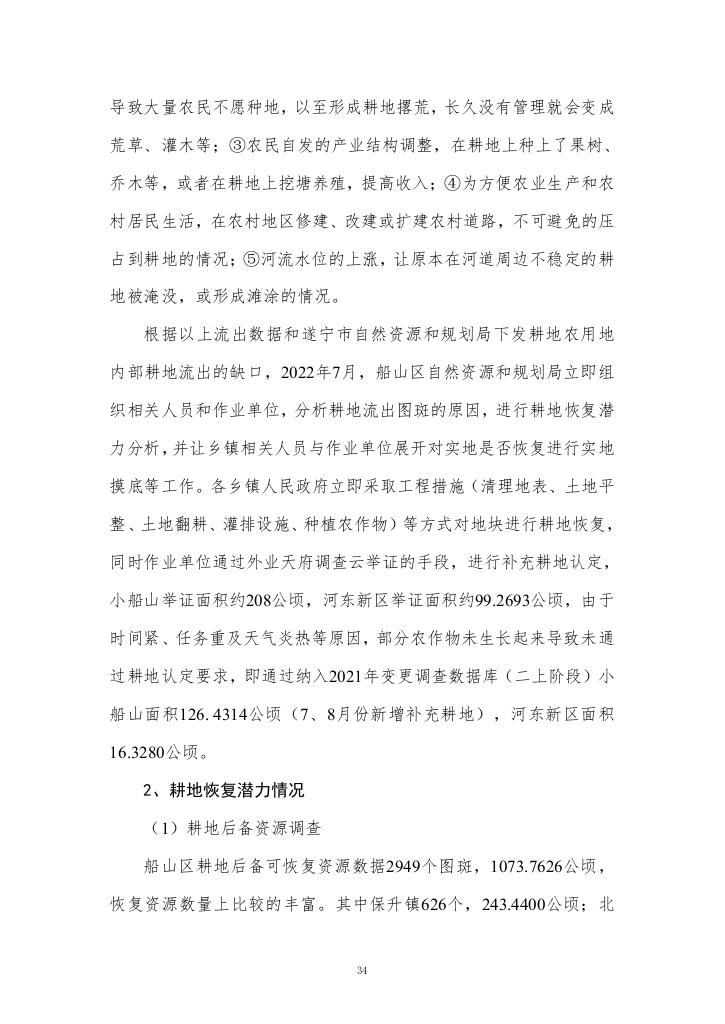 导致大量农民不愿种地，以至形成耕地撂荒，长久没有管理就会变成
荒草、灌木等；③农民自发的产业结构调整，在耕地上种上了果树、
乔木等，或者在耕地上挖塘养殖，提高收入；④为方便农业生产和农
村居民生活，在农村地区修建、改建或扩建农村道路，不可避免的压
占到耕地的情况；⑤河流水位的上涨，让原本在河道周边不稳定的耕
地被淹没，或形成滩涂的情况。
根据以上流出数据和遂宁市自然资源和规划局下发耕地农用地
内部耕地流出的缺口，2022年7月，船山区自然资源和规划局立即组
织相关人员和作业单位，分析耕地流出图斑的原因，进行耕地恢复潜
力分析，并让乡镇相关人员与作业单位展开对实地是否恢复进行实地
摸底等工作。各乡镇人民政府立即采取工程措施（清理地表、土地平
整、土地翻耕、灌排设施、种植农作物）等方式对地块进行耕地恢复，
同时作业单位通过外业天府调查云举证的手段，进行补充耕地认定，
小船山举证面积约208公顷，河东新区举证面积约99.2693公顷，由于
时间紧、任务重及天气炎热等原因，部分农作物未生长起来导致未通
过耕地认定要求，即通过纳入2021年变更调查数据库（二上阶段）小
船山面积126.4314公顷（7、8月份新增补充耕地），河东新区面积
16.3280公顷。
2、耕地恢复潜力情况
（1）耕地后备资源调查
船山区耕地后备可恢复资源数据2949个图斑，1073.7626公顷，
恢复资源数量上比较的丰富。其中保升镇626个，243.4400公顷；北
34